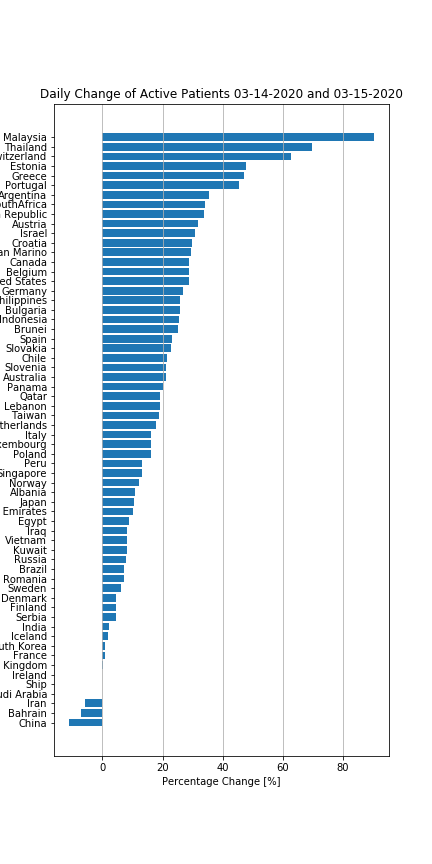 Daily Change of Active Patients 03-14-2020 and 03-15-2020
Malaysia
Thailand
witzerland
Estonia
Greece
Portugal
Argentina
outhAfrica
Republic
Austria
Israel
Croatia
an Marino
Canada
Belgium
ed States
Germany
hilippines
Bulgaria
Indonesia
Brunei
Spain
Slovakia
Chile
Slovenia
Australia
Panama
Qatar
Lebanon
Taiwan
therlands
Italy
xembourg
Poland
Peru
Singapore
Norway
Albania
Japan
Emirates
Egypt
Iraq
Vietnam
Kuwait
Russia
Brazil
Romania
Sweden
Denmark
Finland
Serbia
India
Iceland
uth Korea
France
Kingdom
Ireland
Ship
udi Arabia
Iran
Bahrain
China
0 20 40 60 80
Percentage Change [%]